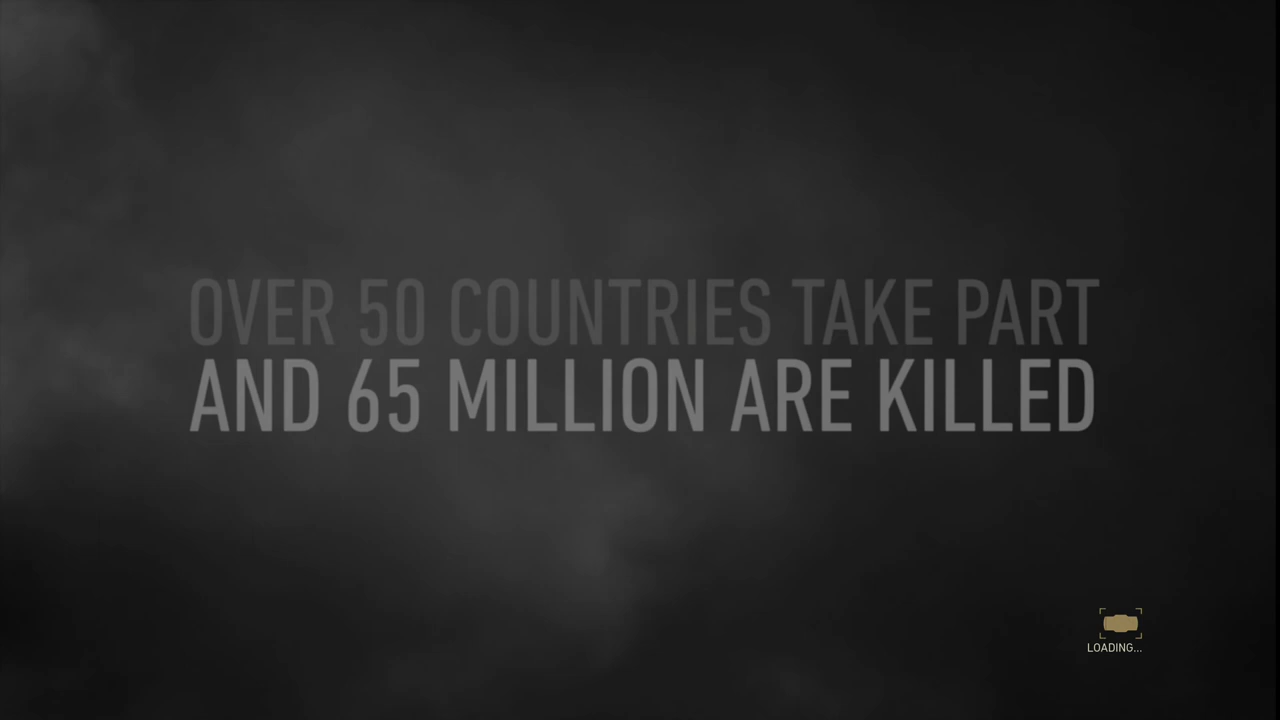 OVER 50 COUNTRIES TAKE PART
AND 65 MILLION ARE KILLED
LOADING...